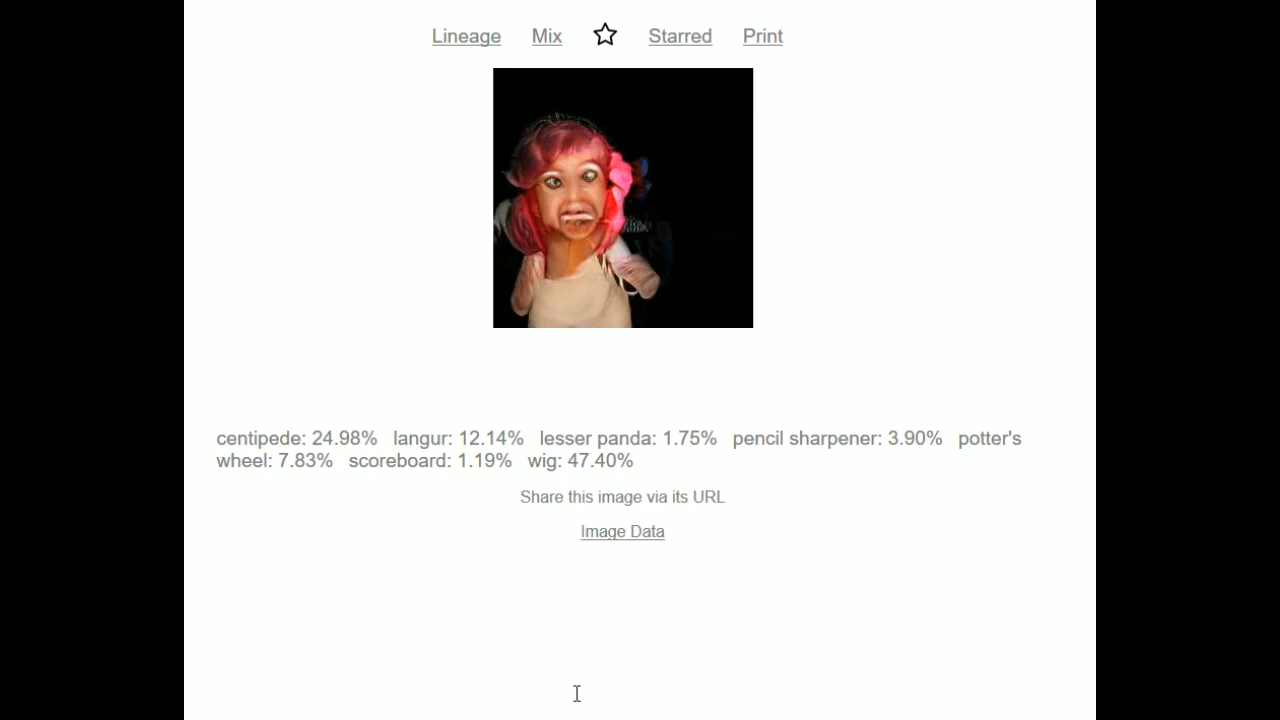 Lineage Mix Starred Print
centipede: 24.98% langur: 12.14% lesser panda: 1.75% pencil sharpener: 3.90% potter's
wheel: 7.83% scoreboard: 1.19% wig: 47.40%
Share this image via its URL
Image Data